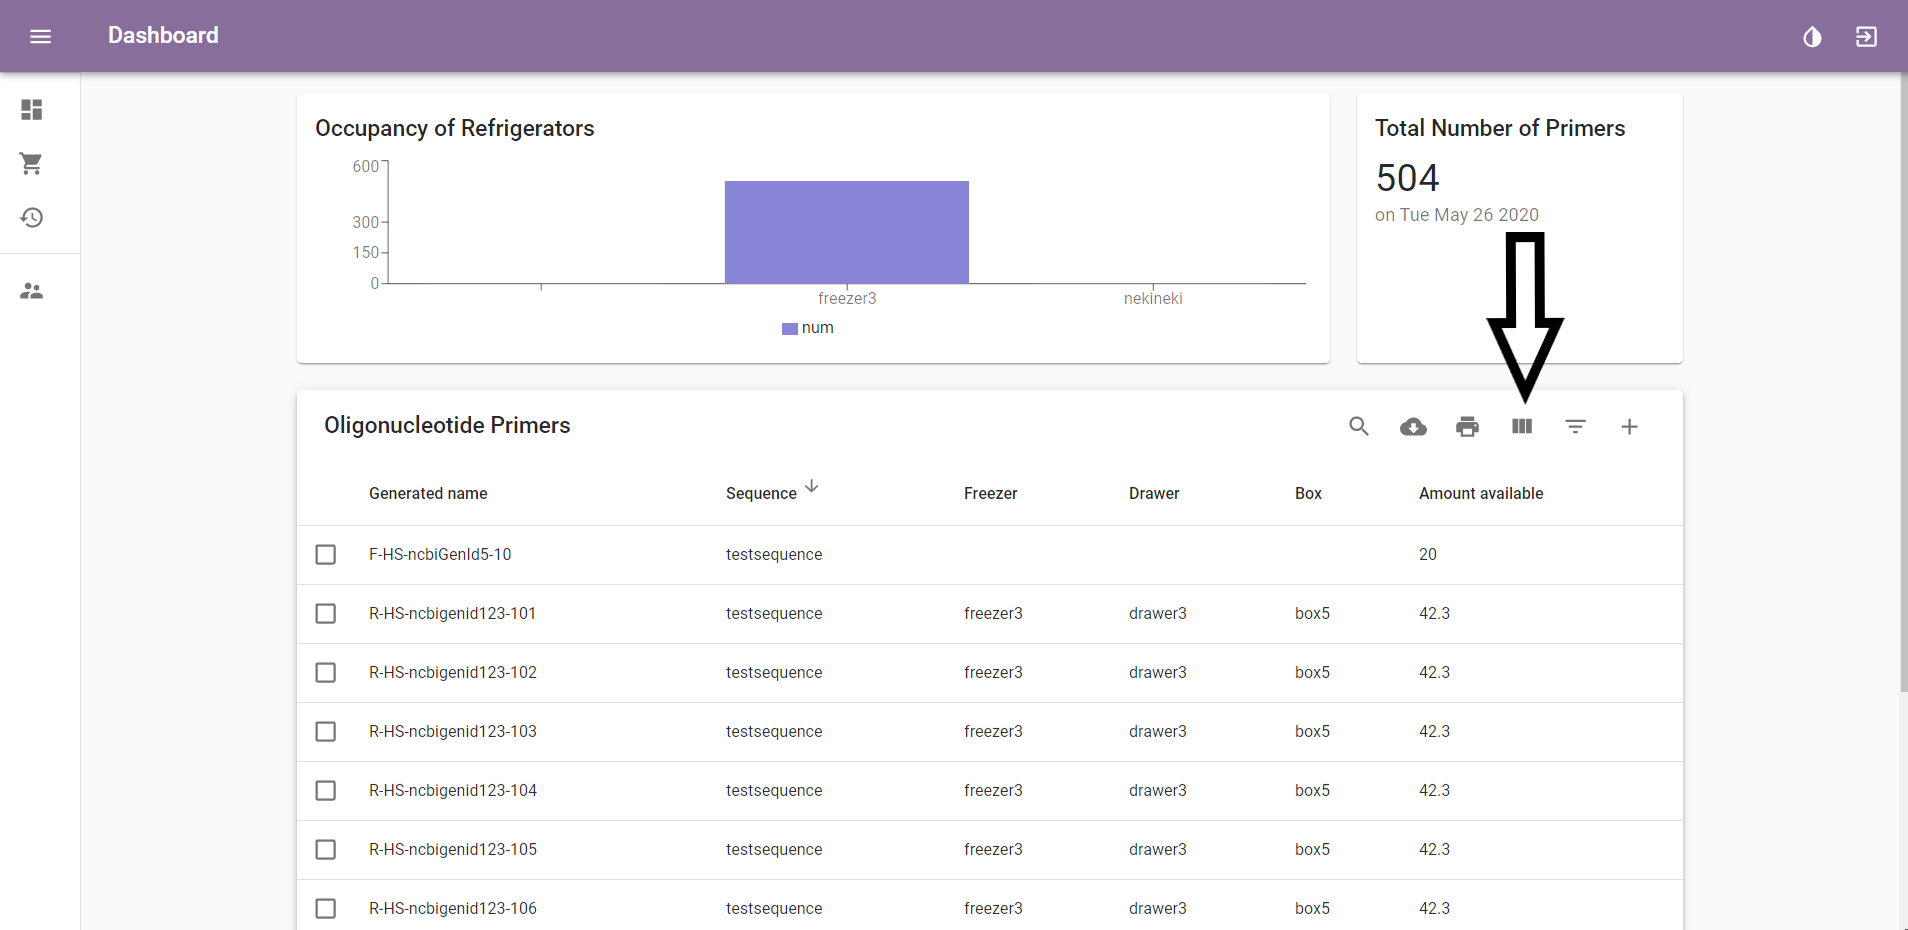 Dashboard
Occupancy of Refrigerators
600
300
150
0
freezer3 nekineki
num
Total Number of Primers
504
on Tue May 26 2020
Oligonucleotide Primers
Generated name Sequence Freezer Drawer Box Amount available
F-HS-ncbiGenId5-10 testsequence 20
R-HS-ncbigenid123-101 testsequence freezer3 drawer3 box5 42.3
R-HS-ncbigenid123-102 testsequence freezer3 drawer3 box5 42.3
R-HS-ncbigenid123-103 testsequence freezer3 drawer3 box5 42.3
R-HS-ncbigenid123-104 testsequence freezer3 drawer3 box5 42.3
R-HS-ncbigenid123-105 testsequence freezer3 drawer3 box5 42.3
R-HS-ncbigenid123-106 testsequence freezer3 drawer3 box5 42.3